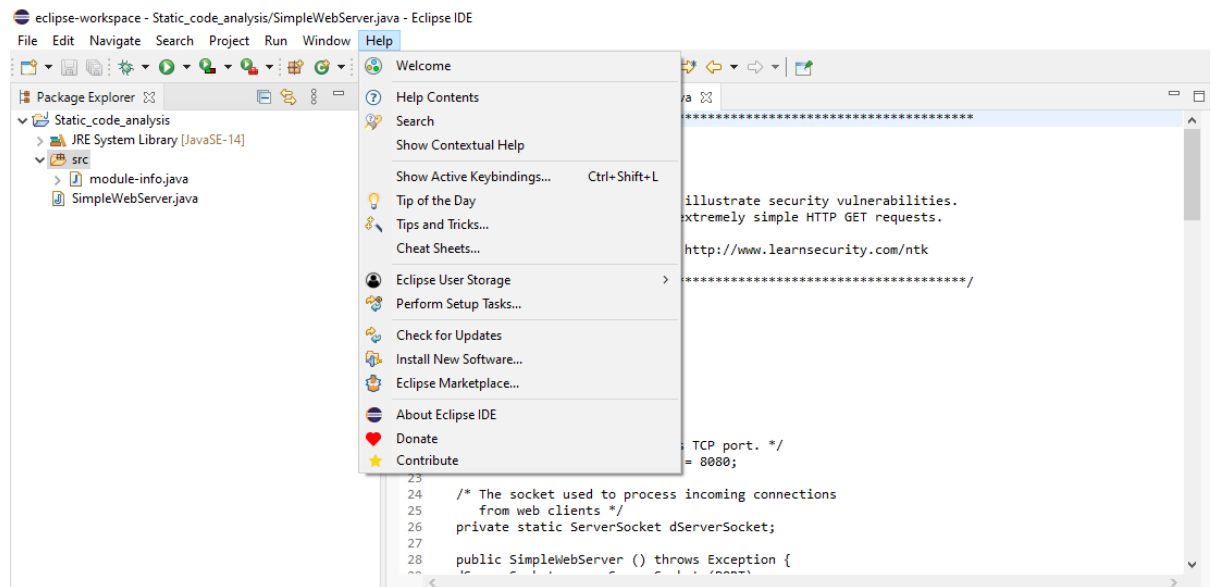 eclipse-workspace - Static_code_analysis/SimpleWebServer.java - Eclipse IDE
File Edit Navigate Search Project Run Window Help
Package Explorer
Static_code_analysis
JRE System Library [JavaSE-14]
src
module-info.java
SimpleWebServer.java
Welcome
Help Contents
Search
Show Contextual Help
Show Active Keybindings... Ctrl+Shift+L
Tip of the Day
Tips and Tricks...
Cheat Sheets...
Eclipse User Storage
Perform Setup Tasks...
Check for Updates
Install New Software...
Eclipse Marketplace...
About Eclipse IDE
Donate
Contribute
va
**************************************
illustrate security vulnerabilities.
extremely simple HTTP GET requests.
http://www.learnsecurity.com/ntk
*************************************/
s TCP port. */
= 8080;
23
24 /* The socket used to process incoming connections
25 from web clients */
26 private static ServerSocket dServerSocket;
27
28 public SimpleWebServer () throws Exception {